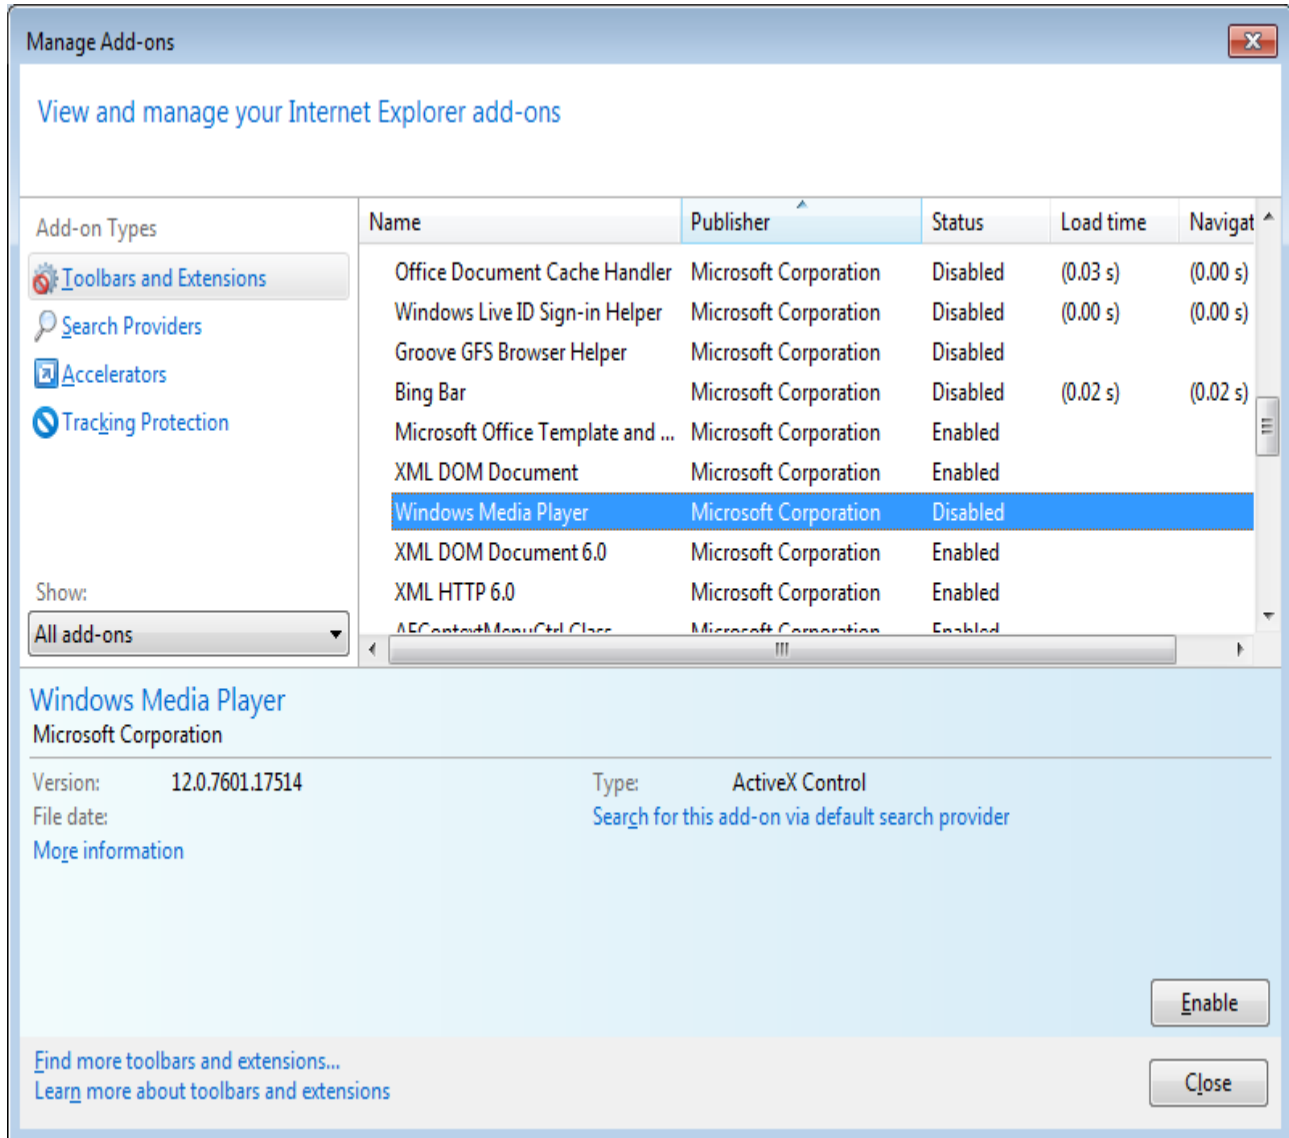 Manage Add-ons
View and manage your Internet Explorer add-ons
Add-on Types
Toolbars and Extensions
Search Providers
Accelerators
Tracking Protection
Show:
All add-ons
Name Publisher Status Load time Navigat
Office Document Cache Handler Microsoft Corporation Disabled (0.03 s) (0.00 s)
Windows Live ID Sign-in Helper Microsoft Corporation Disabled (0.00 s) (0.00 s)
Groove GFS Browser Helper Microsoft Corporation Disabled
Bing Bar Microsoft Corporation Disabled (0.02 s) (0.02 s)
Microsoft Office Template and ... Microsoft Corporation Enabled
XML DOM Document Microsoft Corporation Enabled
Windows Media Player Microsoft Corporation Disabled
XML DOM Document 6.0 Microsoft Corporation Enabled
XML HTTP 6.0 Microsoft Corporation Enabled
AEContextMenuCtrl Class Microsoft Corporation Enabled
Windows Media Player
Microsoft Corporation
Version: 12.0.7601.17514 Type: ActiveX Control
File date: Search for this add-on via default search provider
More information
Enable
Find more toolbars and extensions...
Learn more about toolbars and extensions
Close